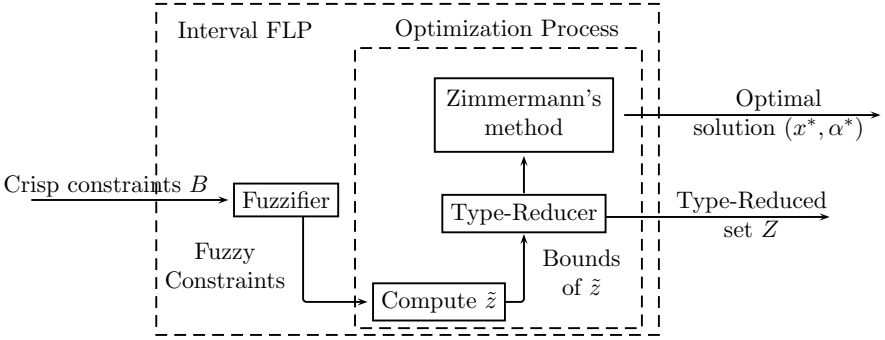 Interval FLP
Optimization Process
Zimmermann's
method
Optimal
solution (x*, α*)
Crisp constraints B
Fuzzifier
Type-Reducer
Type-Reduced
set Z
Fuzzy
Constraints
Bounds
of z̃
Compute z̃